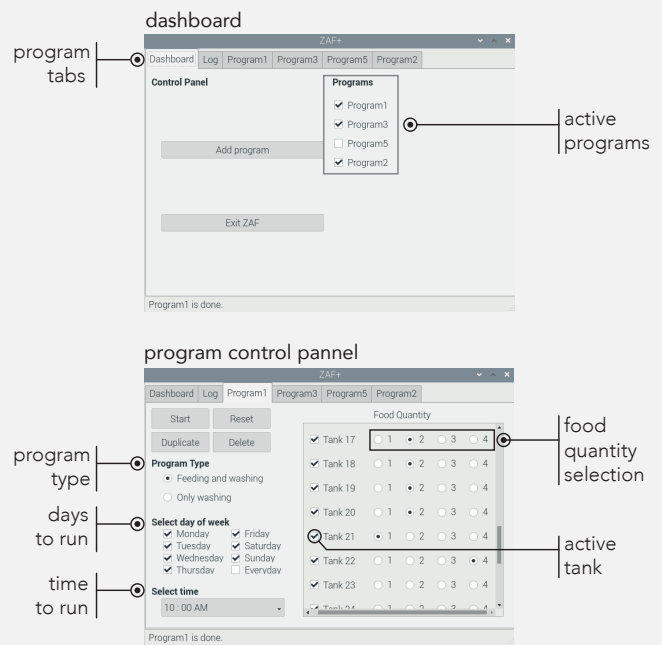 dashboard
ZAF+
program
tabs
Dashboard Log Program1 Program3 Program5 Program2
Control Panel
Programs
Program1
Program3
Program5
Program2
active
programs
Add program
Exit ZAF
Program1 is done.
program control pannel
ZAF+
Dashboard Log Program1 Program3 Program5 Program2
Start Reset
Duplicate Delete
Food Quantity
Tank 17 1 2 3 4
food
quantity
selection
program
type
Program Type
Feeding and washing
Only washing
Tank 18 1 2 3 4
Tank 19 1 2 3 4
Tank 20 1 2 3 4
days
to run
Select day of week
Monday Friday
Tuesday Saturday
Wednesday Sunday
Thursday Everyday
Tank 21 1 2 3 4
Tank 22 1 2 3 4
active
tank
time
to run
Select time
10 : 00 AM
Tank 23 1 2 3 4
Tank 24 1 2 3 4
Program1 is done.